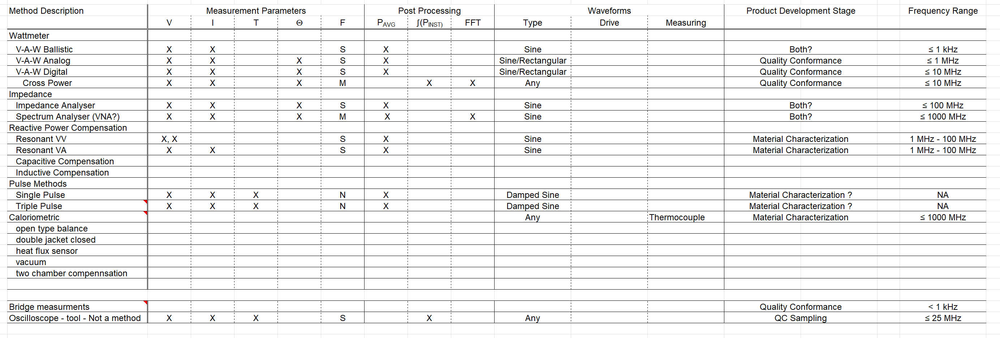 Method Description Measurement Parameters Post Processing Waveforms Product Development Stage Frequency Range
V I T Θ F PAVG ∫(PINST) FFT Type Drive Measuring
Wattmeter
V-A-W Ballistic X X S X Sine Both? ≤ 1 kHz
V-A-W Analog X X X S X Sine/Rectangular Quality Conformance ≤ 1 MHz
V-A-W Digital X X X S X Sine/Rectangular Quality Conformance ≤ 10 MHz
Cross Power X X X M X X Any Quality Conformance ≤ 10 MHz
Impedance
Impedance Analyser X X X S X Sine Both? ≤ 100 MHz
Spectrum Analyser (VNA?) X X X M X X Sine Both? ≤ 1000 MHz
Reactive Power Compensation
Resonant VV X, X S X Sine Material Characterization 1 MHz - 100 MHz
Resonant VA X X S X Sine Material Characterization 1 MHz - 100 MHz
Capacitive Compensation
Inductive Compensation
Pulse Methods
Single Pulse X X X N X Damped Sine Material Characterization ? NA
Triple Pulse X X X N X Damped Sine Material Characterization ? NA
Caloriometric Any Thermocouple Material Characterization ≤ 1000 MHz
open type balance
double jacket closed
heat flux sensor
vacuum
two chamber compennsation
Bridge measurments Quality Conformance < 1 kHz
Oscilloscope - tool - Not a method X X X S X Any QC Sampling ≤ 25 MHz